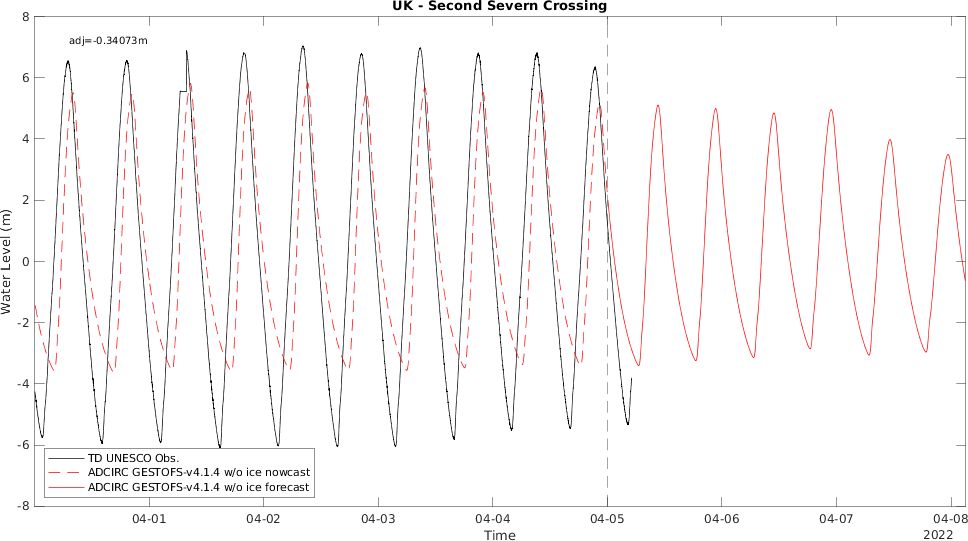 UK - Second Severn Crossing
adj=-0.34073m
8
6
4
2
0
-2
-4
-6
-8
Water Level (m)
TD UNESCO Obs.
ADCIRC GESTOFS-v4.1.4 w/o ice nowcast
ADCIRC GESTOFS-v4.1.4 w/o ice forecast
04-01 04-02 04-03 04-04 04-05 04-06 04-07 04-08
Time
2022